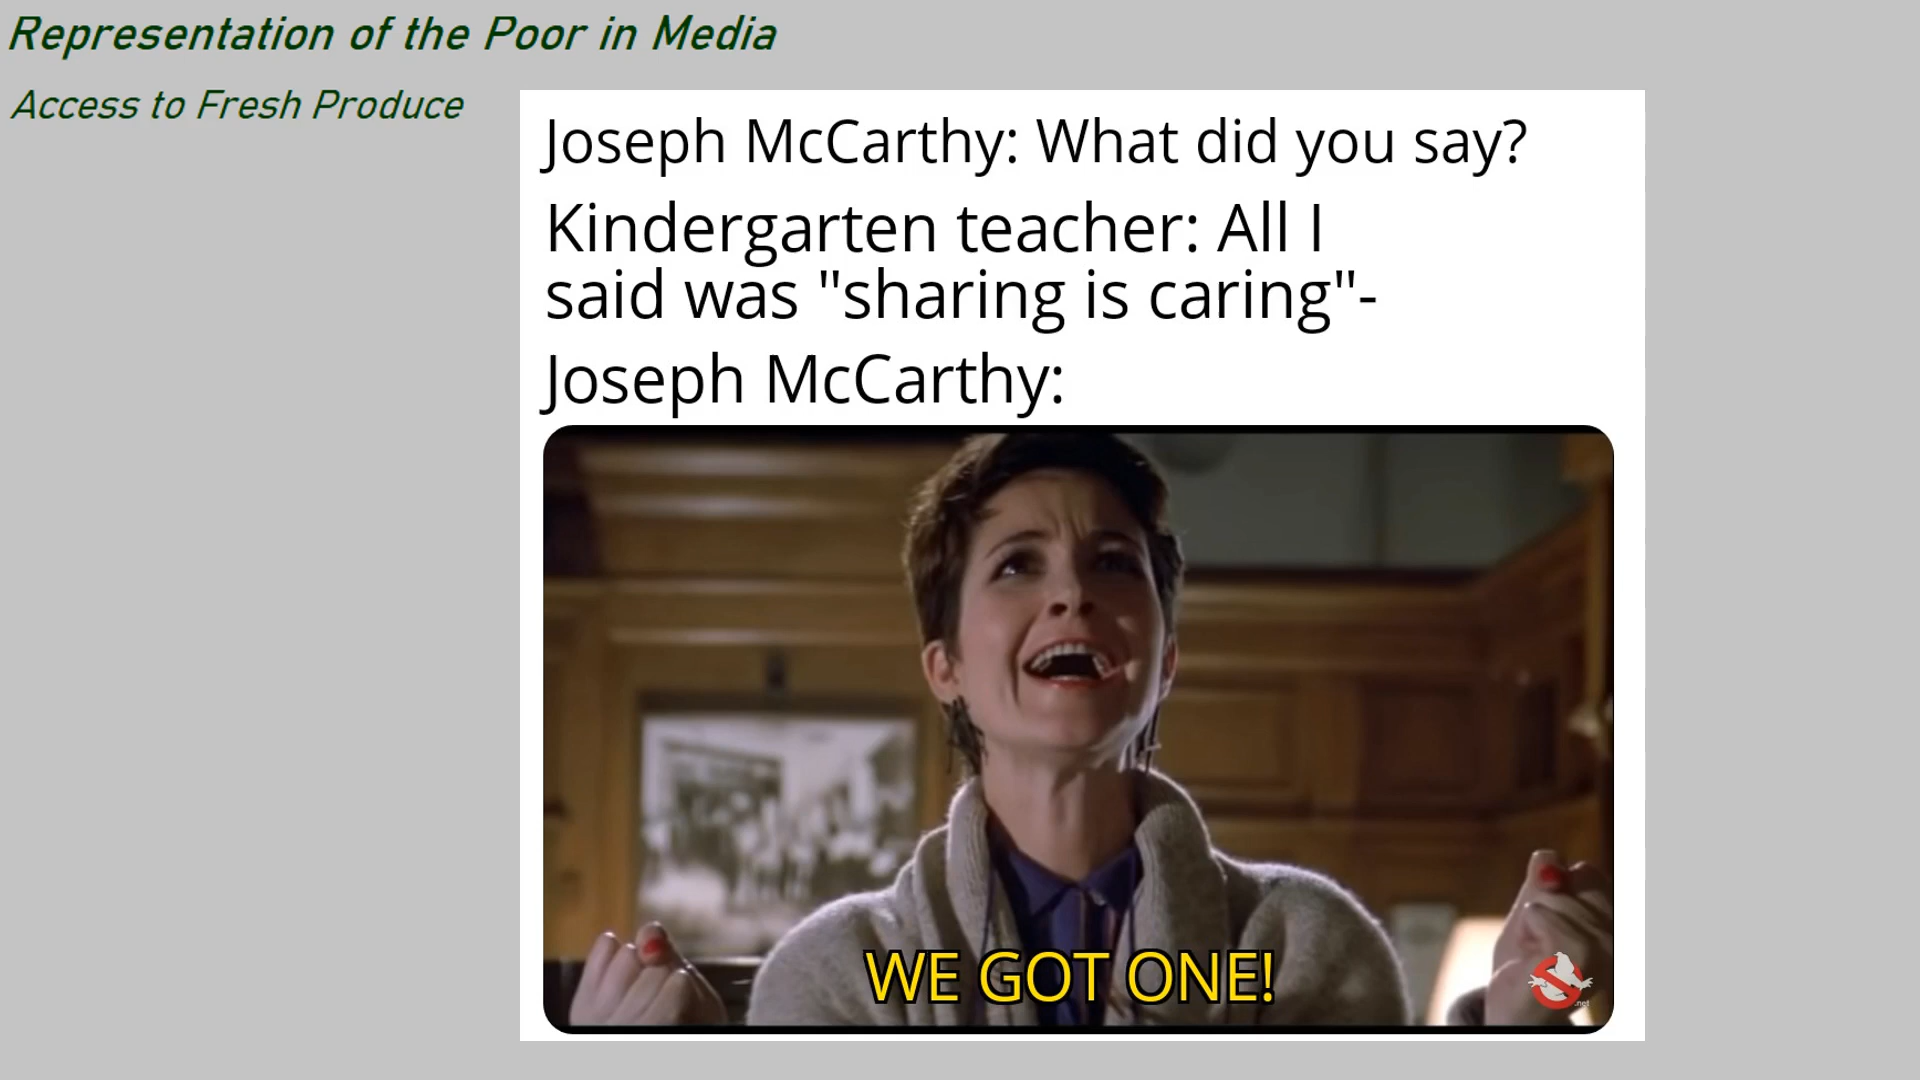 Representation of the Poor in Media
Access to Fresh Produce
Joseph McCarthy: What did you say?
Kindergarten teacher: All I
said was "sharing is caring"-
Joseph McCarthy:
WE GOT ONE!
.net